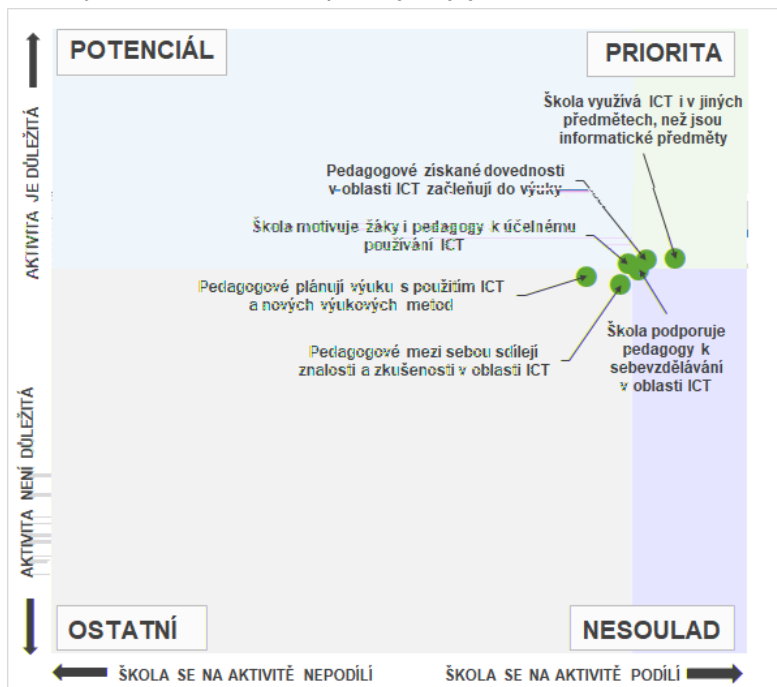 POTENCIÁL
PRIORITA
AKTIVITA JE DŮLEŽITÁ
Škola využívá ICT i v jiných
předmětech, než jsou
informatické předměty
Pedagogové získané dovednosti
v oblasti ICT začleňují do výuky
Škola motivuje žáky i pedagogy k účelnému
používání ICT
Pedagogové plánují výuku s použitím ICT
a nových výukových metod
Pedagogové mezi sebou sdílejí
znalosti a zkušenosti v oblasti ICT
Škola podporuje
pedagogy k
sebevzdělávání
v oblasti ICT
AKTIVITA NENÍ DŮLEŽITÁ
OSTATNÍ
NESOULAD
ŠKOLA SE NA AKTIVITĚ NEPODÍLÍ
ŠKOLA SE NA AKTIVITĚ PODÍLÍ